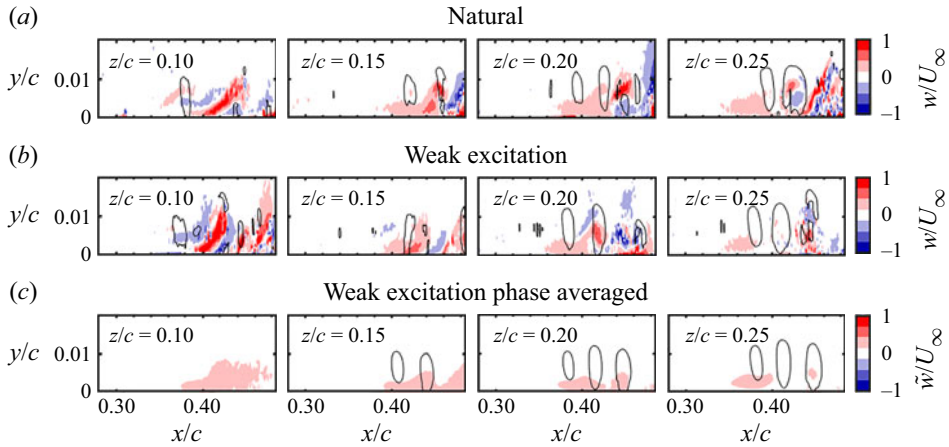 (a) Natural
z/c = 0.10 z/c = 0.15 z/c = 0.20 z/c = 0.25
y/c 0.01 0
1 0 −1 w/U∞
(b) Weak excitation
z/c = 0.10 z/c = 0.15 z/c = 0.20 z/c = 0.25
y/c 0.01 0
1 0 −1 w/U∞
(c) Weak excitation phase averaged
z/c = 0.10 z/c = 0.15 z/c = 0.20 z/c = 0.25
y/c 0.01 0
1 0 −1 w̃/U∞
0.30 0.40 0.30 0.40 0.30 0.40 0.30 0.40
x/c x/c x/c x/c